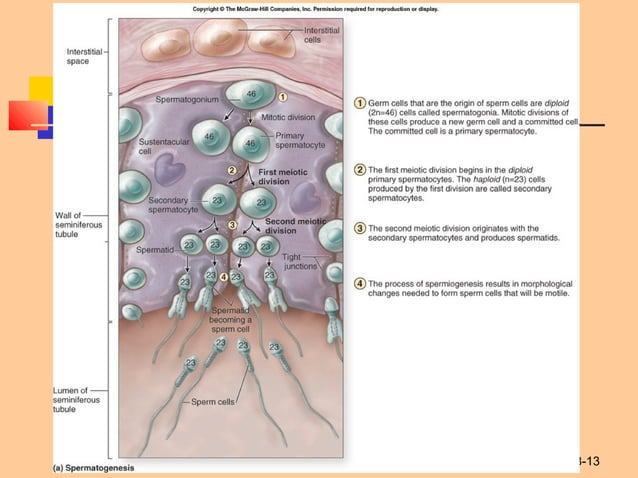 Copyright © The McGraw-Hill Companies, Inc. Permission required for reproduction or display.
Interstitial
cells
Interstitial
space
46
1
Spermatogonium
Mitotic division
46
46
Primary
spermatocyte
Sustentacular
cell
2
First meiotic
division
Secondary
spermatocyte
23
23
Wall of
seminiferous
tubule
3
Second meiotic
division
Spermatid
23
23
23
23
Tight
junctions
23
23
4
23
23
Spermatid
becoming a
sperm cell
23
23
23
23
Lumen of
seminiferous
tubule
Sperm cells
(a) Spermatogenesis
1 Germ cells that are the origin of sperm cells are diploid
(2n=46) cells called spermatogonia. Mitotic divisions of
these cells produce a new germ cell and a committed cell.
The committed cell is a primary spermatocyte.
2 The first meiotic division begins in the diploid
primary spermatocytes. The haploid (n=23) cells
produced by the first division are called secondary
spermatocytes.
3 The second meiotic division originates with the
secondary spermatocytes and produces spermatids.
4 The process of spermiogenesis results in morphological
changes needed to form sperm cells that will be motile.
-13